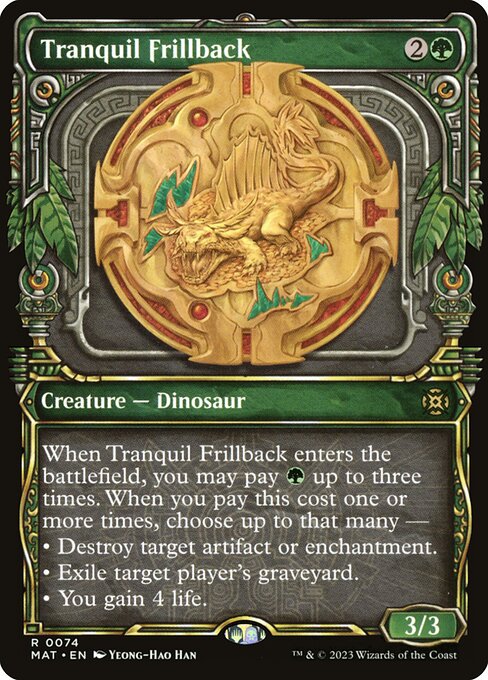 Tranquil Frillback 2
Creature — Dinosaur
When Tranquil Frillback enters the
battlefield, you may pay up to three
times. When you pay this cost one or
more times, choose up to that many —
• Destroy target artifact or enchantment.
• Exile target player's graveyard.
• You gain 4 life.
3/3
R 0074
MAT • EN Yeong-Hao Han
™ & © 2023 Wizards of the Coast